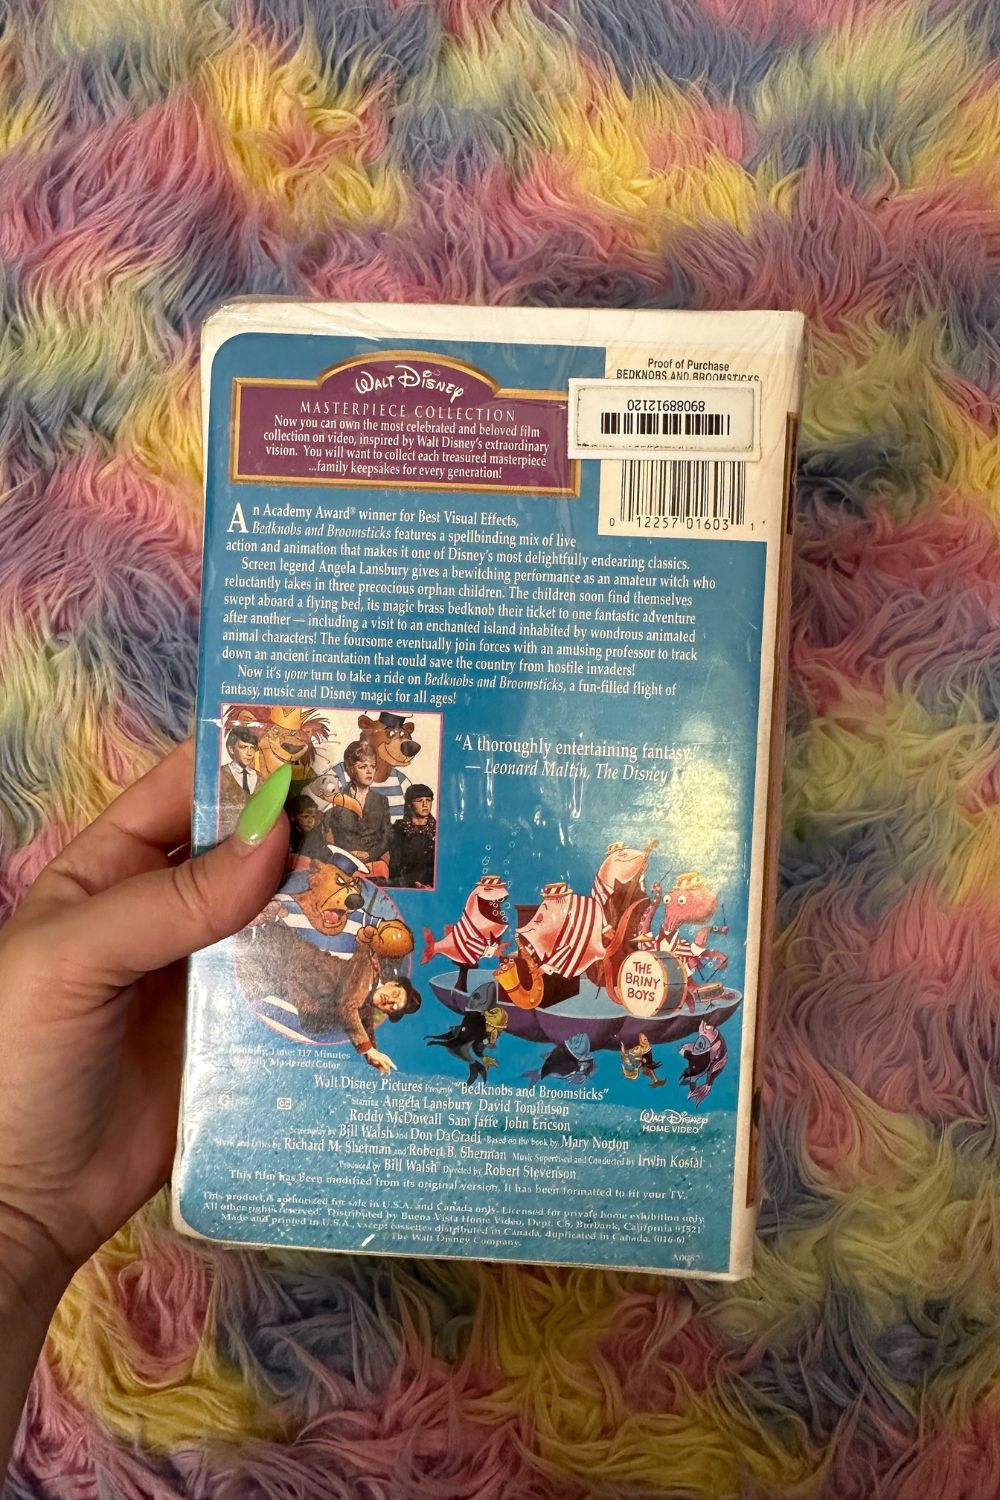 WALT DISNEY
MASTERPIECE COLLECTION
Now you can own the most celebrated and beloved film
collection on video, inspired by Walt Disney's extraordinary
vision. You will want to collect each treasured masterpiece
...family keepsakes for every generation!
Proof of Purchase
BEDKNOBS AND BROOMSTICKS
89088912120
0 12257 01603 1
An Academy Award® winner for Best Visual Effects,
Bedknobs and Broomsticks features a spellbinding mix of live
action and animation that makes it one of Disney's most delightfully endearing classics.
Screen legend Angela Lansbury gives a bewitching performance as an amateur witch who
reluctantly takes in three precocious orphan children. The children soon find themselves
swept aboard a flying bed, its magic brass bedknob their ticket to one fantastic adventure
after another — including a visit to an enchanted island inhabited by wondrous animated
animal characters! The foursome eventually join forces with an amusing professor to track
down an ancient incantation that could save the country from hostile invaders!
Now it's your turn to take a ride on Bedknobs and Broomsticks, a fun-filled flight of
fantasy, music and Disney magic for all ages!
"A thoroughly entertaining fantasy."
— Leonard Maltin, The Disney Films
THE
BRINY
BOYS
Running Time: 117 Minutes
Digitally Mastered/Color
G
CC
Walt Disney Pictures Presents "Bedknobs and Broomsticks"
Starring Angela Lansbury David Tomlinson
Roddy McDowall Sam Jaffe John Ericson
Screenplay by Bill Walsh and Don DaGradi Based on the book by Mary Norton
Music and Lyrics by Richard M. Sherman and Robert B. Sherman Music Supervised and Conducted by Irwin Kostal
Produced by Bill Walsh Directed by Robert Stevenson
WALT DISNEY
HOME VIDEO
This film has been modified from its original version. It has been formatted to fit your TV.
This product is authorized for sale in U.S.A. and Canada only. Licensed for private home exhibition only.
All other rights reserved. Distributed by Buena Vista Home Video, Dept. CS, Burbank, California 91521
Made and printed in U.S.A., except cassettes distributed in Canada, duplicated in Canada. (016-6)
© The Walt Disney Company.